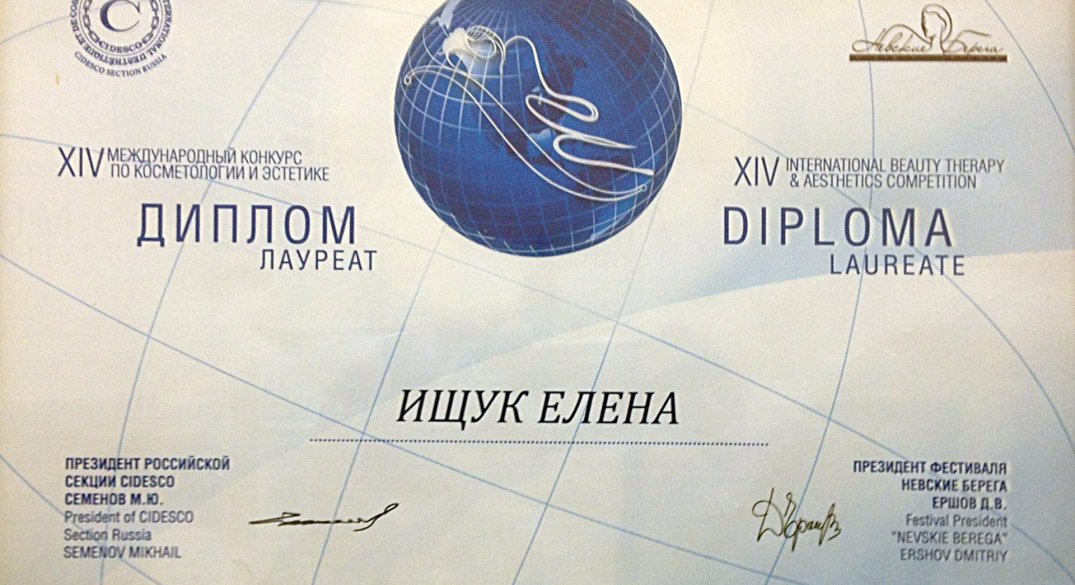 CIDESCO
CIDESCO SECTION RUSSIA
Невские Берега
XIV МЕЖДУНАРОДНЫЙ КОНКУРС
ПО КОСМЕТОЛОГИИ И ЭСТЕТИКЕ
ДИПЛОМ
ЛАУРЕАТ
XIV INTERNATIONAL BEAUTY THERAPY
& AESTHETICS COMPETITION
DIPLOMA
LAUREATE
ИЩУК ЕЛЕНА
ПРЕЗИДЕНТ РОССИЙСКОЙ
СЕКЦИИ CIDESCO
СЕМЕНОВ М.Ю.
President of CIDESCO
Section Russia
SEMENOV MIKHAIL
ПРЕЗИДЕНТ ФЕСТИВАЛЯ
НЕВСКИЕ БЕРЕГА
ЕРШОВ Д.В.
Festival President
"NEVSKIE BEREGA"
ERSHOV DMITRIY